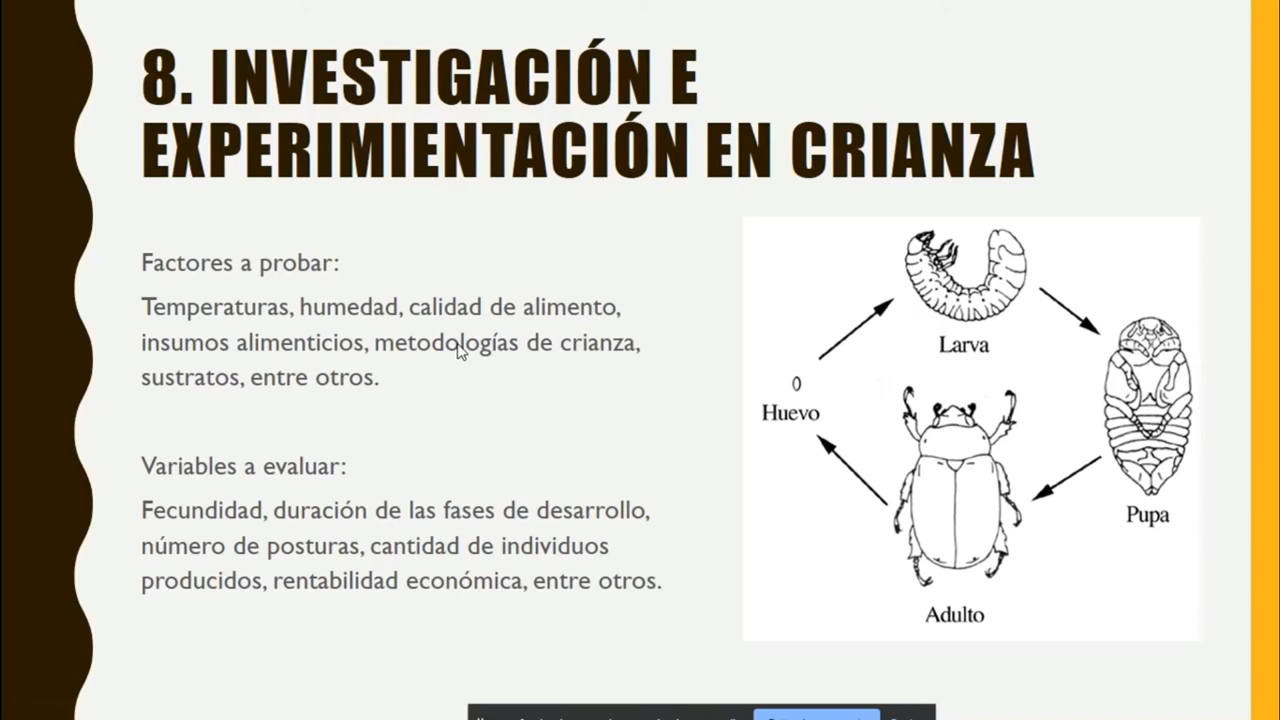 8. INVESTIGACIÓN E
EXPERIMIENTACIÓN EN CRIANZA
Factores a probar:
Temperaturas, humedad, calidad de alimento,
insumos alimenticios, metodologías de crianza,
sustratos, entre otros.
Variables a evaluar:
Fecundidad, duración de las fases de desarrollo,
número de posturas, cantidad de individuos
producidos, rentabilidad económica, entre otros.
Larva
Huevo
Pupa
Adulto